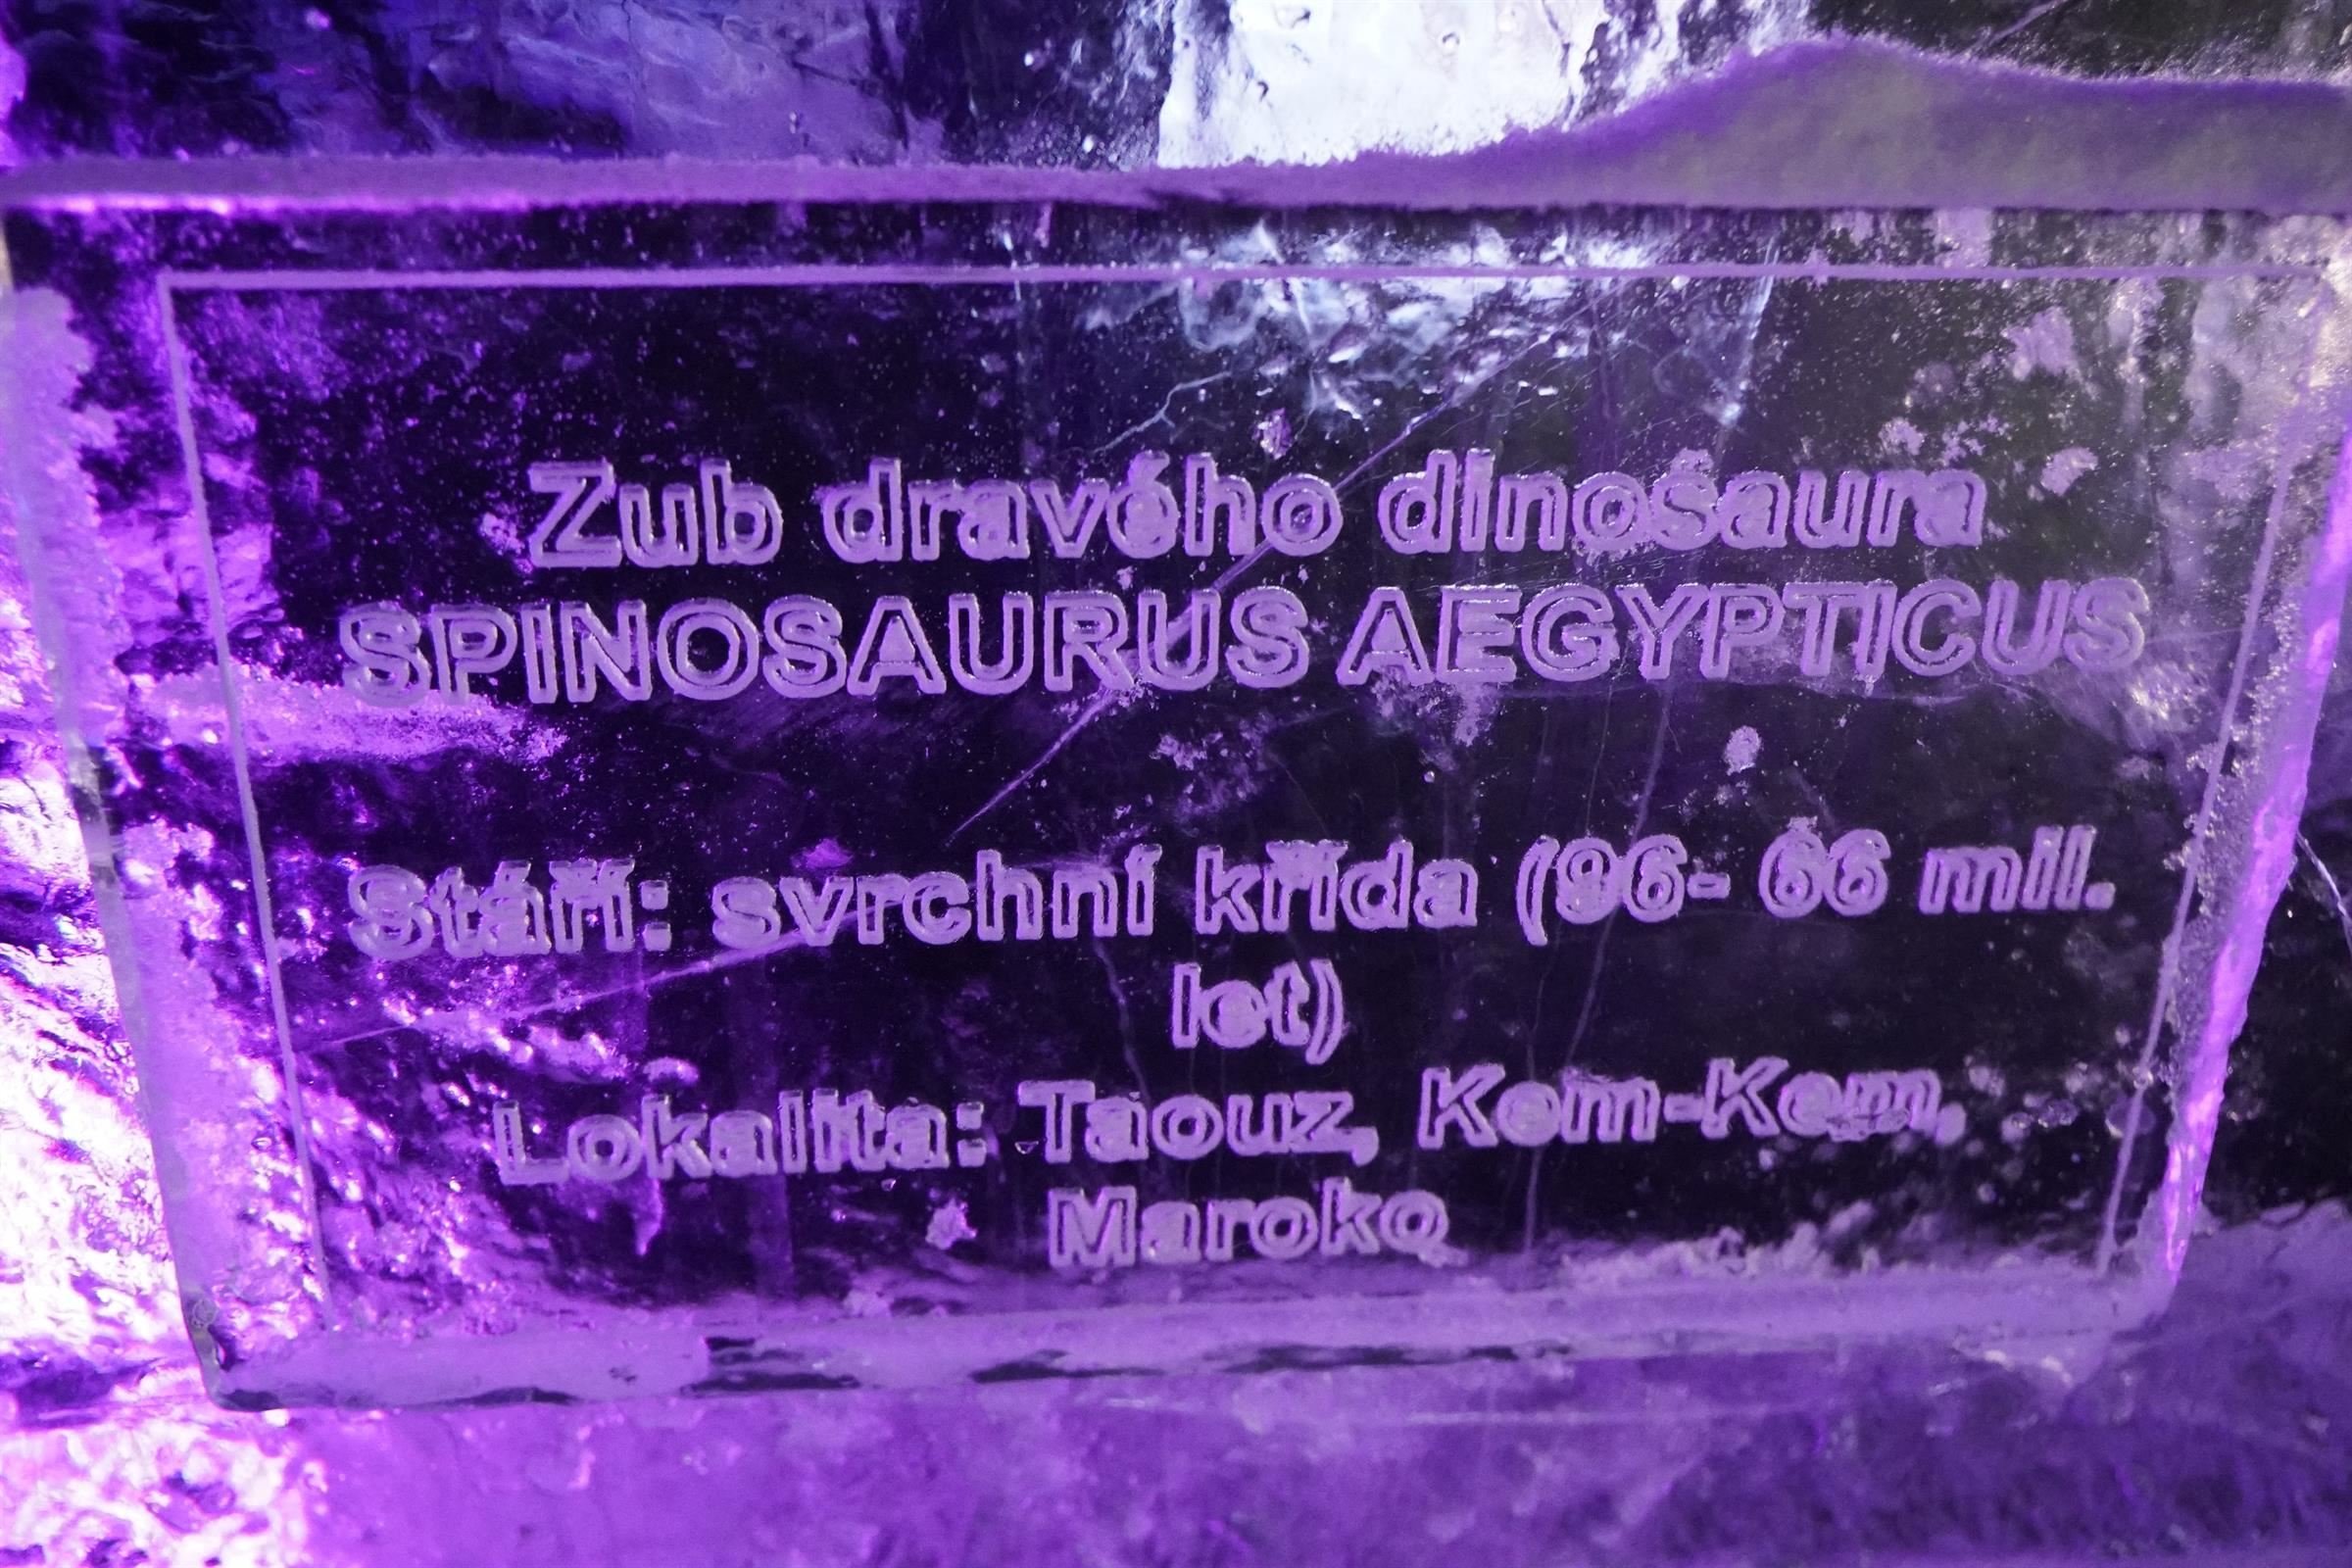 Zub dravého dinosaura
SPINOSAURUS AEGYPTICUS
Stáří: svrchní křída (96- 66 mil.
let)
Lokalita: Taouz, Kem-Kem,
Maroko